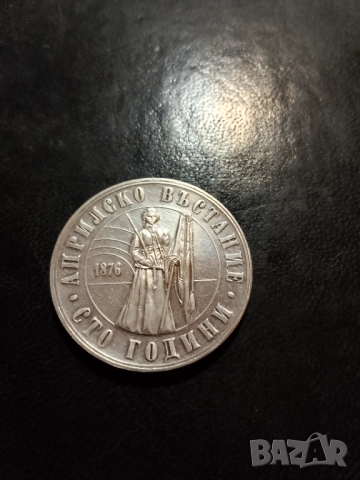 АПРИЛСКО ВЪСТАНИЕ
1876
· СТО ГОДИНИ ·
BAZAR